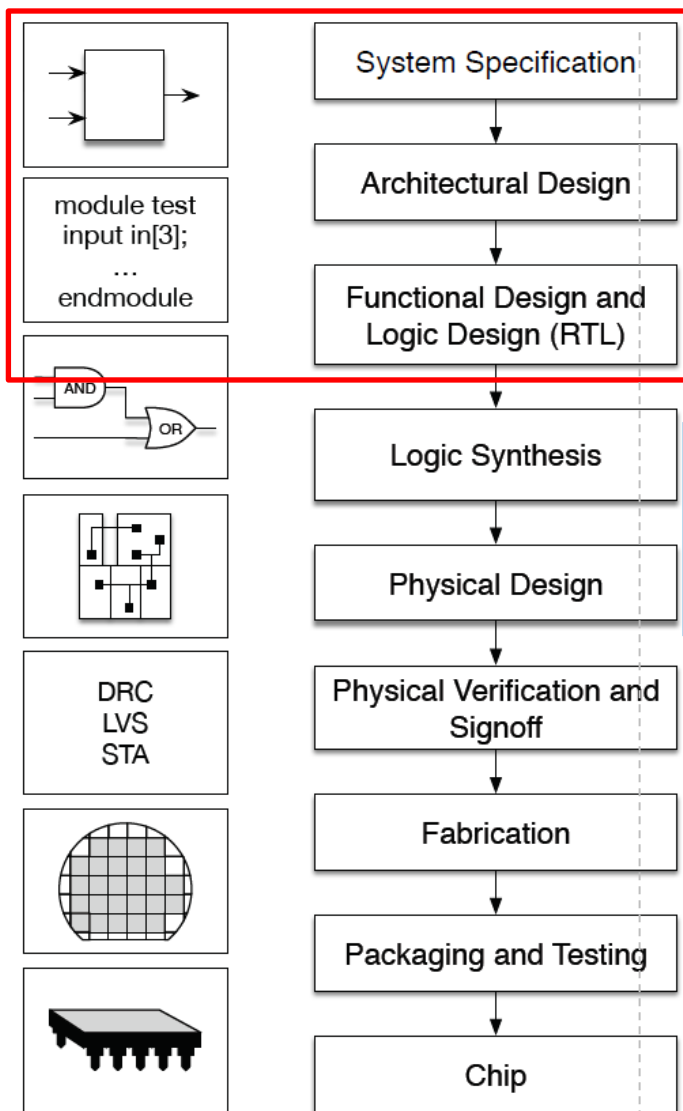 System Specification
Architectural Design
module test
input in[3];
...
endmodule
Functional Design and
Logic Design (RTL)
AND
OR
Logic Synthesis
Physical Design
DRC
LVS
STA
Physical Verification and
Signoff
Fabrication
Packaging and Testing
Chip